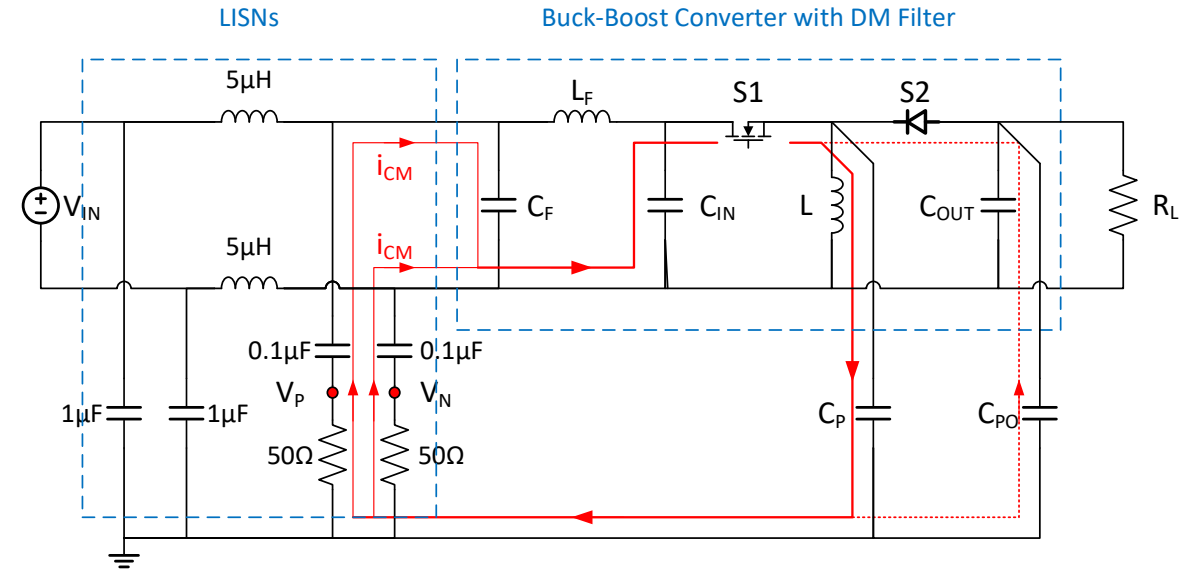 LISNs
Buck-Boost Converter with DM Filter
5µH
LF
S1
S2
iCM
VIN
CF
CIN
L
COUT
RL
5µH
iCM
0.1µF
0.1µF
VP
VN
1µF
1µF
CP
CPO
50Ω
50Ω